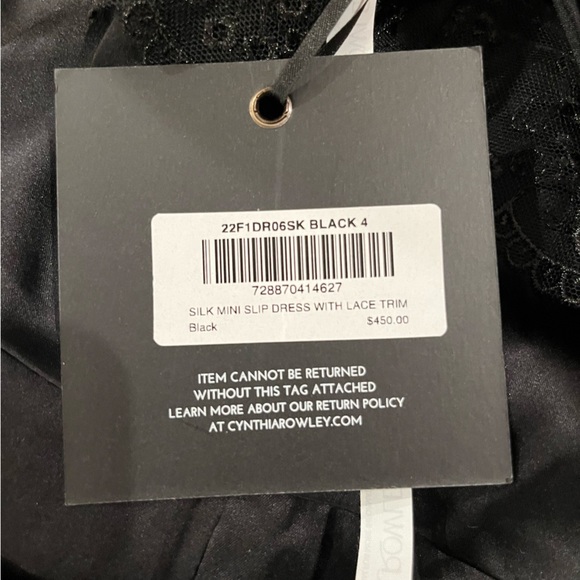 22F1DR06SK BLACK 4
728870414627
SILK MINI SLIP DRESS WITH LACE TRIM
Black $450.00
ITEM CANNOT BE RETURNED
WITHOUT THIS TAG ATTACHED
LEARN MORE ABOUT OUR RETURN POLICY
AT CYNTHIAROWLEY.COM